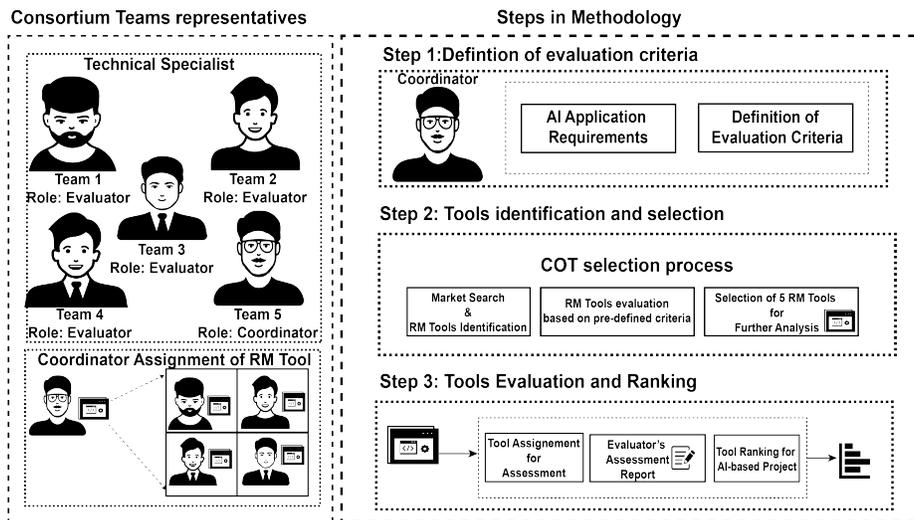 Consortium Teams representatives
Technical Specialist
Team 1
Role: Evaluator
Team 2
Role: Evaluator
Team 3
Role: Evaluator
Team 4
Role: Evaluator
Team 5
Role: Coordinator
Coordinator Assignment of RM Tool
Steps in Methodology
Step 1:Defintion of evaluation criteria
Coordinator
AI Application
Requirements
Definition of
Evaluation Criteria
Step 2: Tools identification and selection
COT selection process
Market Search
&
RM Tools Identification
RM Tools evaluation
based on pre-defined criteria
Selection of 5 RM Tools
for
Further Analysis
Step 3: Tools Evaluation and Ranking
Tool Assignement
for
Assessment
Evaluator's
Assessment
Report
Tool Ranking for
AI-based Project